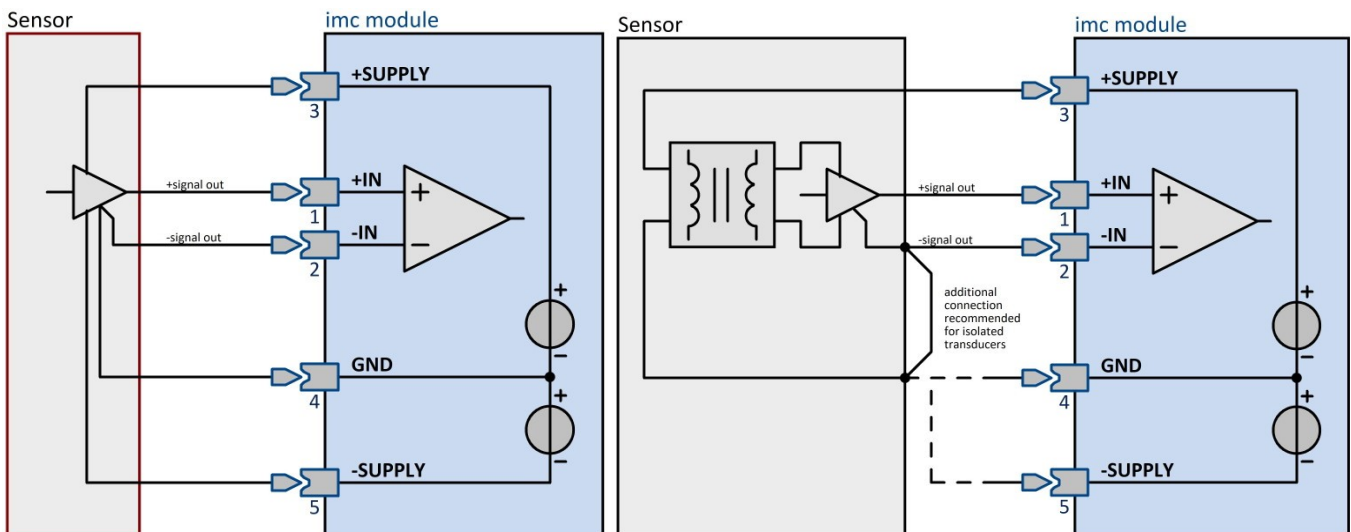 Sensor
imc module
+SUPPLY
3
+signal out
+IN
+
1
-signal out
-IN
−
2
+
−
GND
4
+
−
-SUPPLY
5
Sensor
imc module
+SUPPLY
3
+signal out
+IN
+
1
-signal out
-IN
−
2
additional
connection
recommended
for isolated
transducers
+
−
GND
4
+
−
-SUPPLY
5